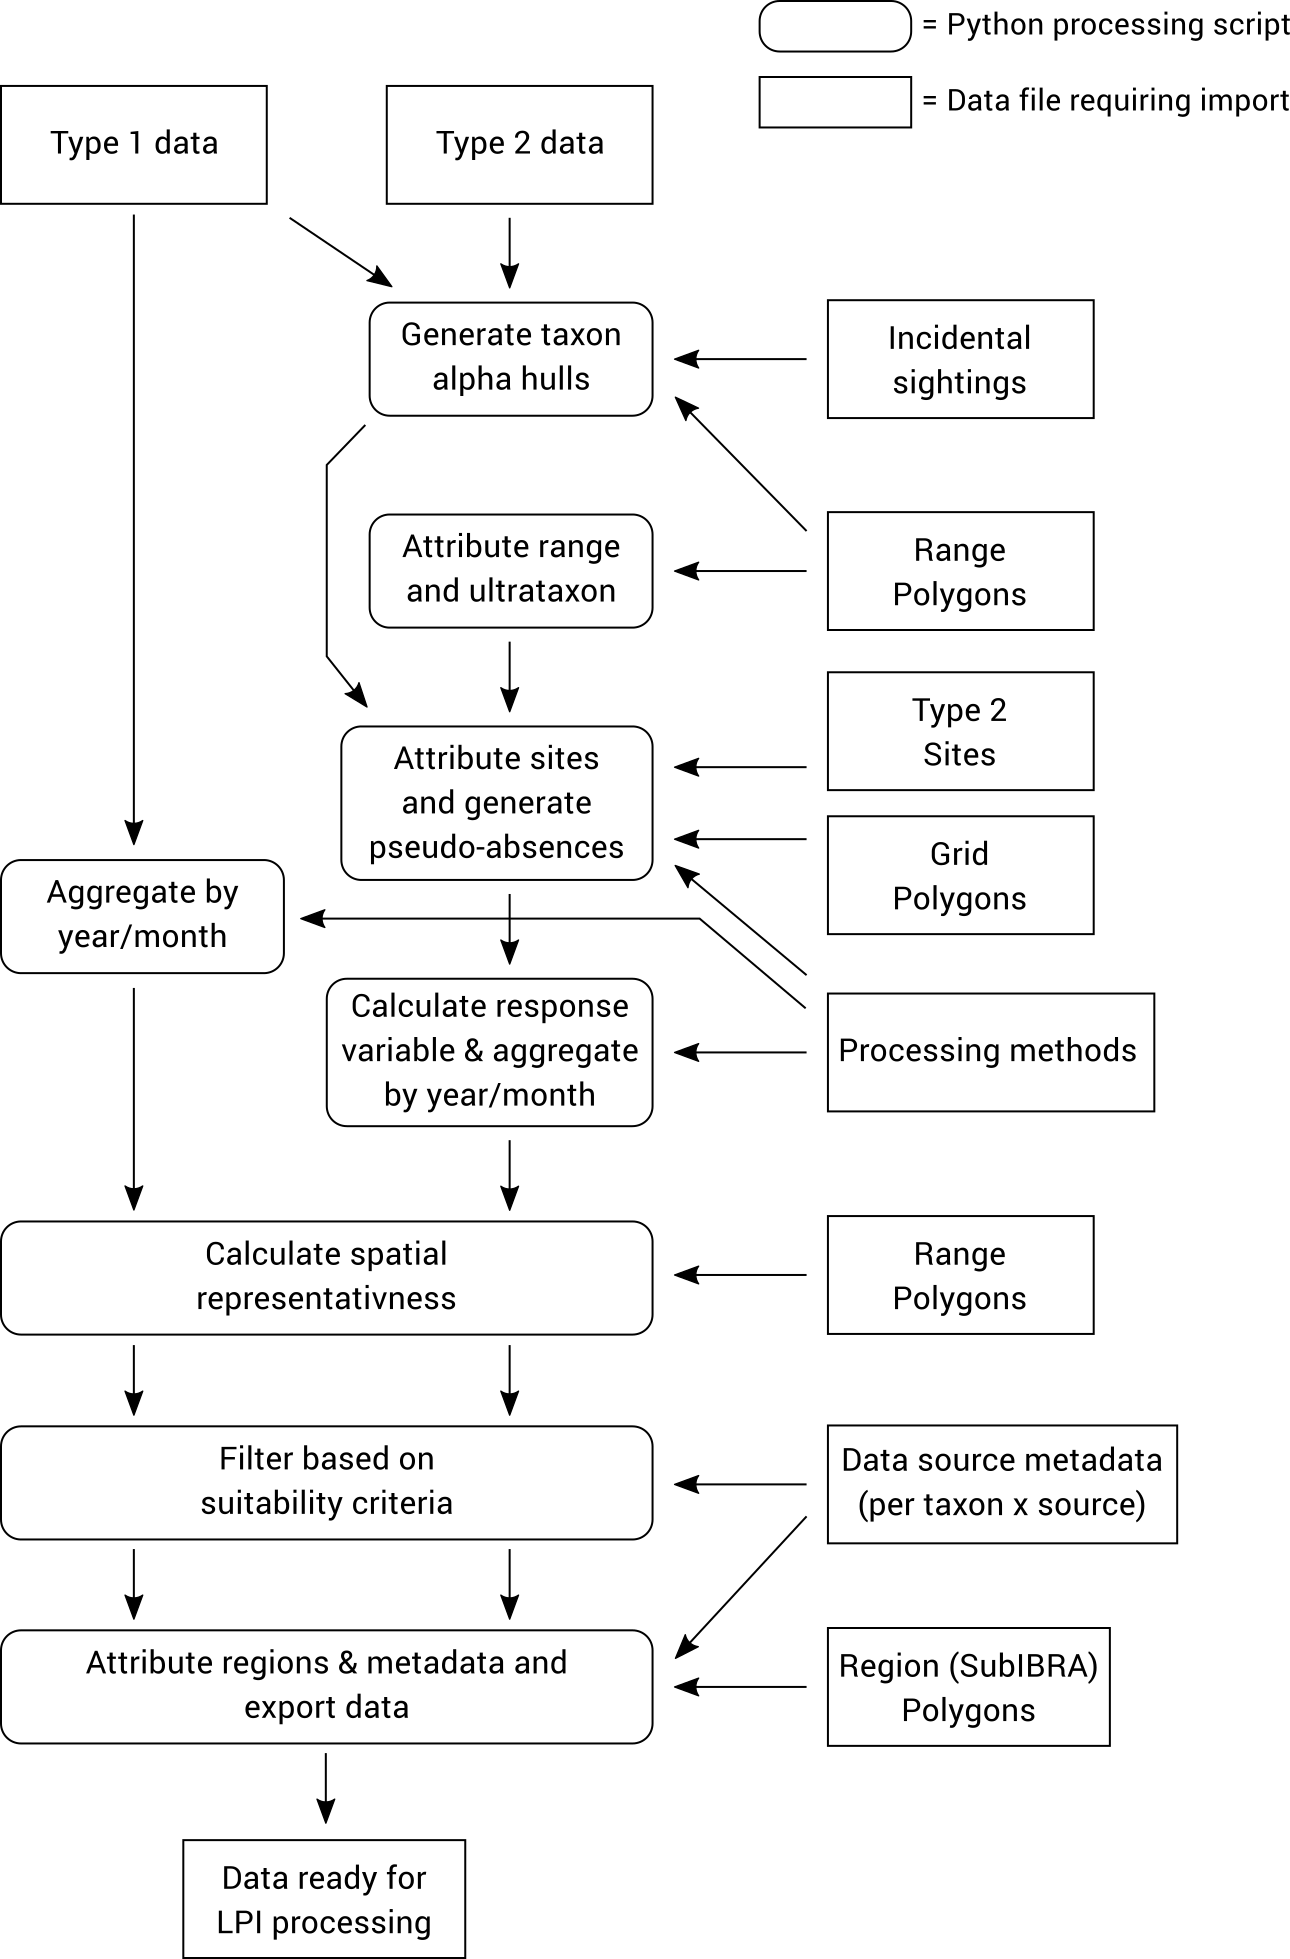 = Python processing script
= Data file requiring import
Type 1 data
Type 2 data
Generate taxon
alpha hulls
Incidental
sightings
Attribute range
and ultrataxon
Range
Polygons
Type 2
Sites
Attribute sites
and generate
pseudo-absences
Grid
Polygons
Aggregate by
year/month
Calculate response
variable & aggregate
by year/month
Processing methods
Calculate spatial
representativness
Range
Polygons
Filter based on
suitability criteria
Data source metadata
(per taxon x source)
Attribute regions & metadata and
export data
Region (SubIBRA)
Polygons
Data ready for
LPI processing